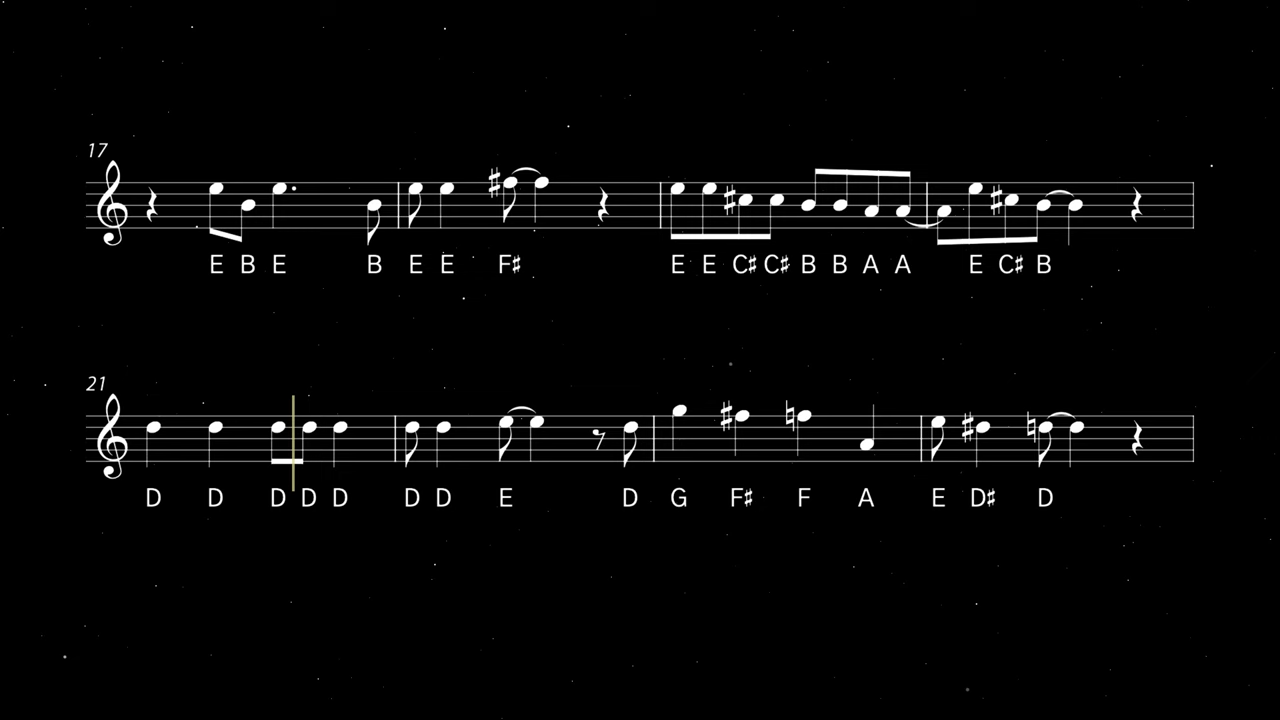 17
E B E B E E F♯ E E C♯ C♯ B B A A E C♯ B
21
D D D D D D D E D G F♯ F A E D♯ D